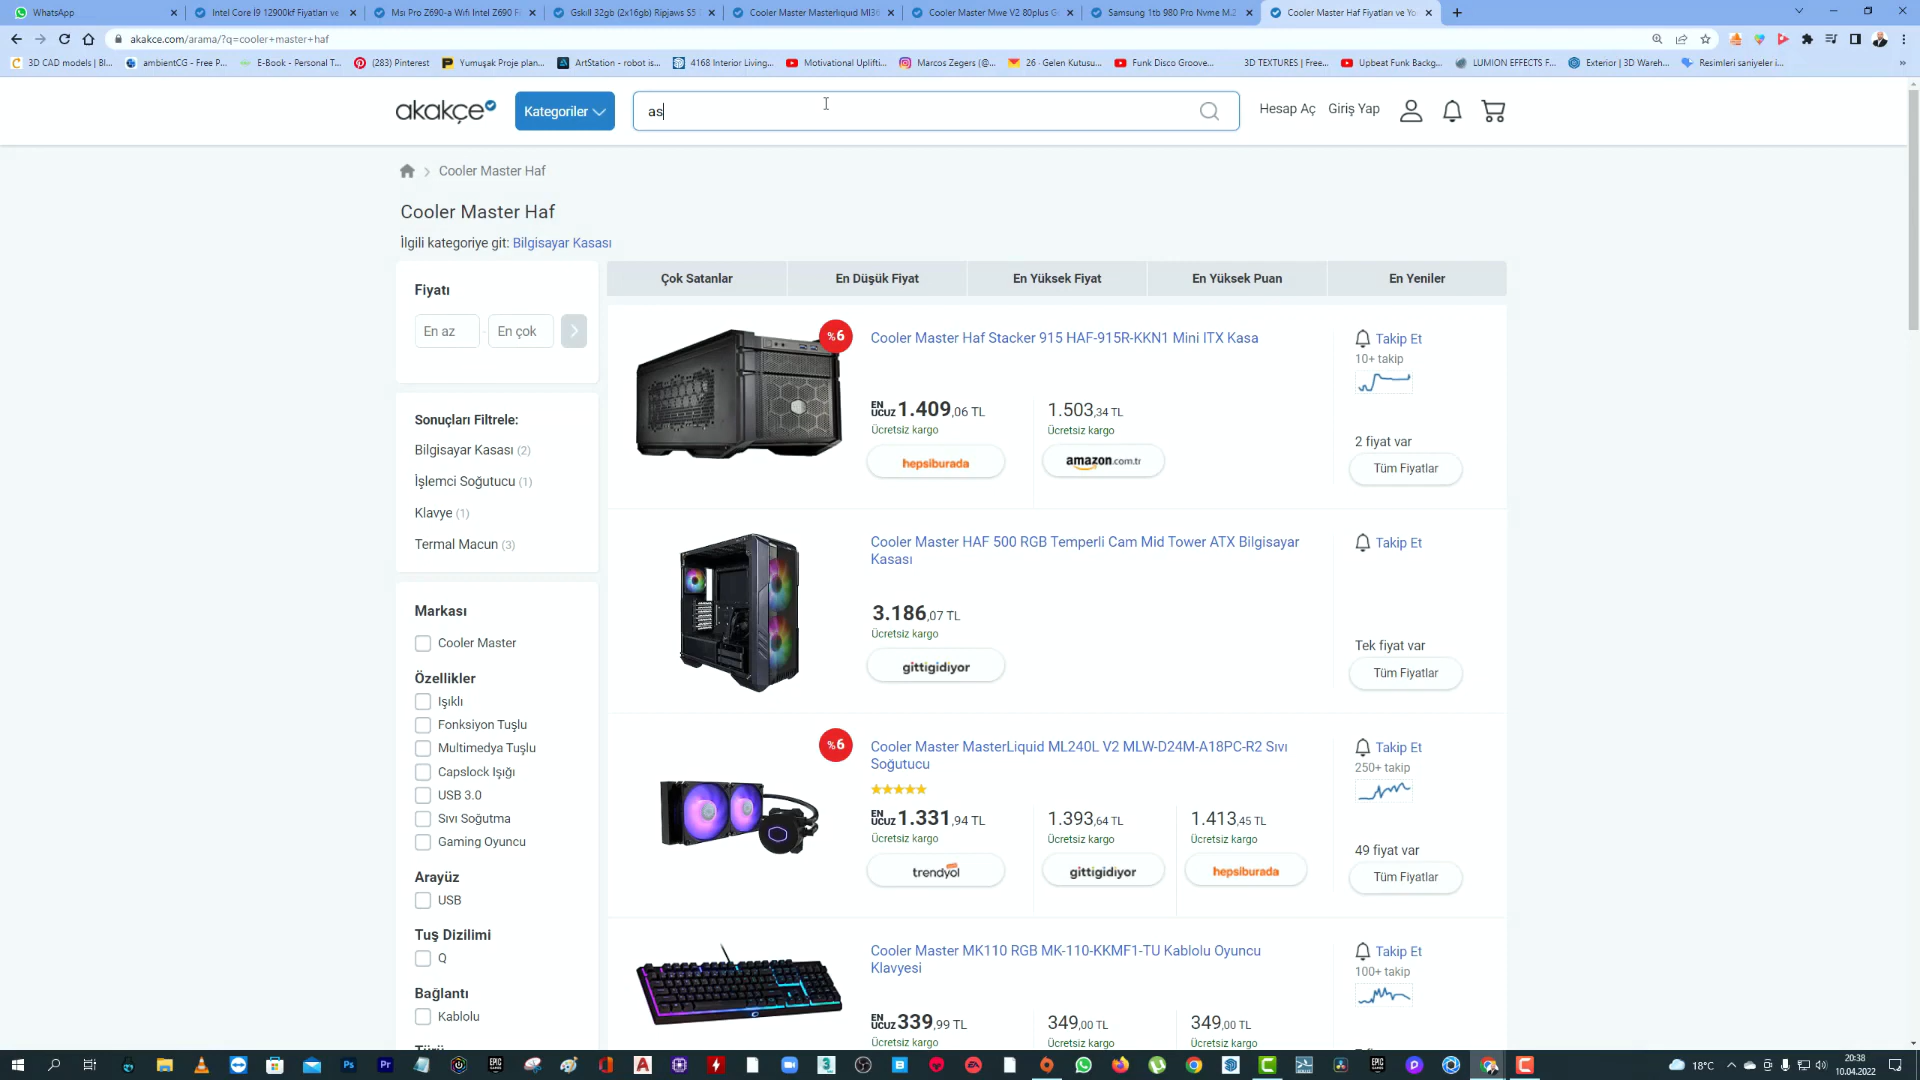 WhatsApp
Intel Core İ9 12900kf Fiyatları ve
Msi Pro Z690-a Wifi Intel Z690 F
Gskill 32gb (2x16gb) Ripjaws S5
Cooler Master Masterliquid Ml36
Cooler Master Mwe V2 80plus G
Samsung 1tb 980 Pro Nvme M.2
Cooler Master Haf Fiyatları ve Yo
akakce.com/arama/?q=cooler+master+haf
3D CAD models | Bl...
ambientCG - Free P...
E-Book - Personal T...
(283) Pinterest
Yumuşak Proje plan...
ArtStation - robot is...
4168 Interior Living...
Motivational Uplifti...
Marcos Zegers (@...
26 - Gelen Kutusu...
Funk Disco Groove...
3D TEXTURES | Free...
Upbeat Funk Backg...
LUMION EFFECTS F...
Exterior | 3D Wareh...
Resimleri saniyeler i...
akakçe
Kategoriler
as
Hesap Aç
Giriş Yap
Cooler Master Haf
Cooler Master Haf
İlgili kategoriye git: Bilgisayar Kasası
Fiyatı
En az - En çok
Sonuçları Filtrele:
Bilgisayar Kasası (2)
İşlemci Soğutucu (1)
Klavye (1)
Termal Macun (3)
Markası
Cooler Master
Özellikler
Işıklı
Fonksiyon Tuşlu
Multimedya Tuşlu
Capslock Işığı
USB 3.0
Sıvı Soğutma
Gaming Oyuncu
Arayüz
USB
Tuş Dizilimi
Q
Bağlantı
Kablolu
Çok Satanlar
En Düşük Fiyat
En Yüksek Fiyat
En Yüksek Puan
En Yeniler
%6
Cooler Master Haf Stacker 915 HAF-915R-KKN1 Mini ITX Kasa
EN UCUZ 1.409,06 TL
Ücretsiz kargo
hepsiburada
1.503,34 TL
Ücretsiz kargo
amazon.com.tr
Takip Et
10+ takip
2 fiyat var
Tüm Fiyatlar
Cooler Master HAF 500 RGB Temperli Cam Mid Tower ATX Bilgisayar
Kasası
3.186,07 TL
Ücretsiz kargo
gittigidiyor
Takip Et
Tek fiyat var
Tüm Fiyatlar
%6
Cooler Master MasterLiquid ML240L V2 MLW-D24M-A18PC-R2 Sıvı
Soğutucu
EN UCUZ 1.331,94 TL
Ücretsiz kargo
trendyol
1.393,64 TL
Ücretsiz kargo
gittigidiyor
1.413,45 TL
Ücretsiz kargo
hepsiburada
Takip Et
250+ takip
49 fiyat var
Tüm Fiyatlar
Cooler Master MK110 RGB MK-110-KKMF1-TU Kablolu Oyuncu
Klavyesi
EN UCUZ 339,99 TL
Ücretsiz kargo
349,00 TL
Ücretsiz kargo
349,00 TL
Ücretsiz kargo
Takip Et
100+ takip
18°C
20:38
10.04.2022